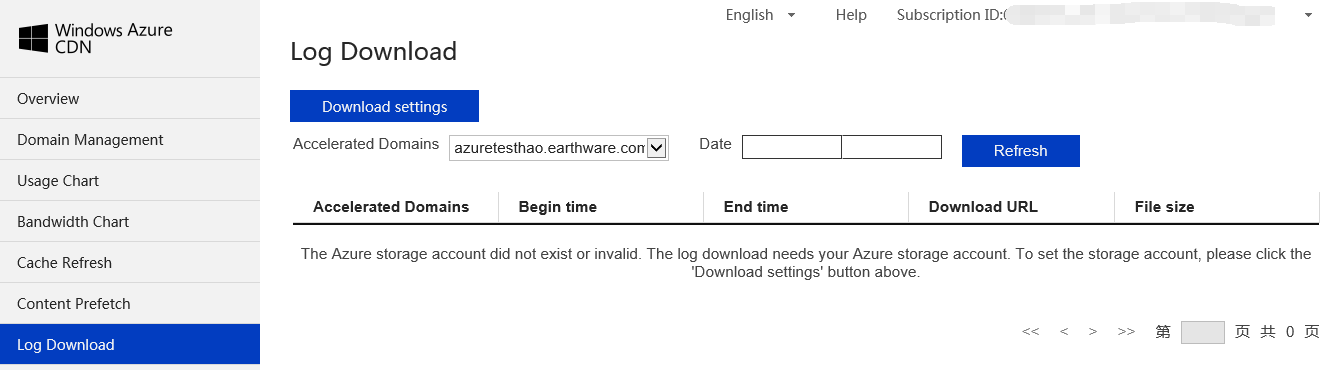 English Help Subscription ID:
Windows Azure
CDN
Log Download
Overview
Domain Management
Usage Chart
Bandwidth Chart
Cache Refresh
Content Prefetch
Log Download
Download settings
Accelerated Domains azuretesthao.earthware.com Date Refresh
Accelerated Domains Begin time End time Download URL File size
The Azure storage account did not exist or invalid. The log download needs your Azure storage account. To set the storage account, please click the
'Download settings' button above.
<< < > >> 第 页 共 0 页